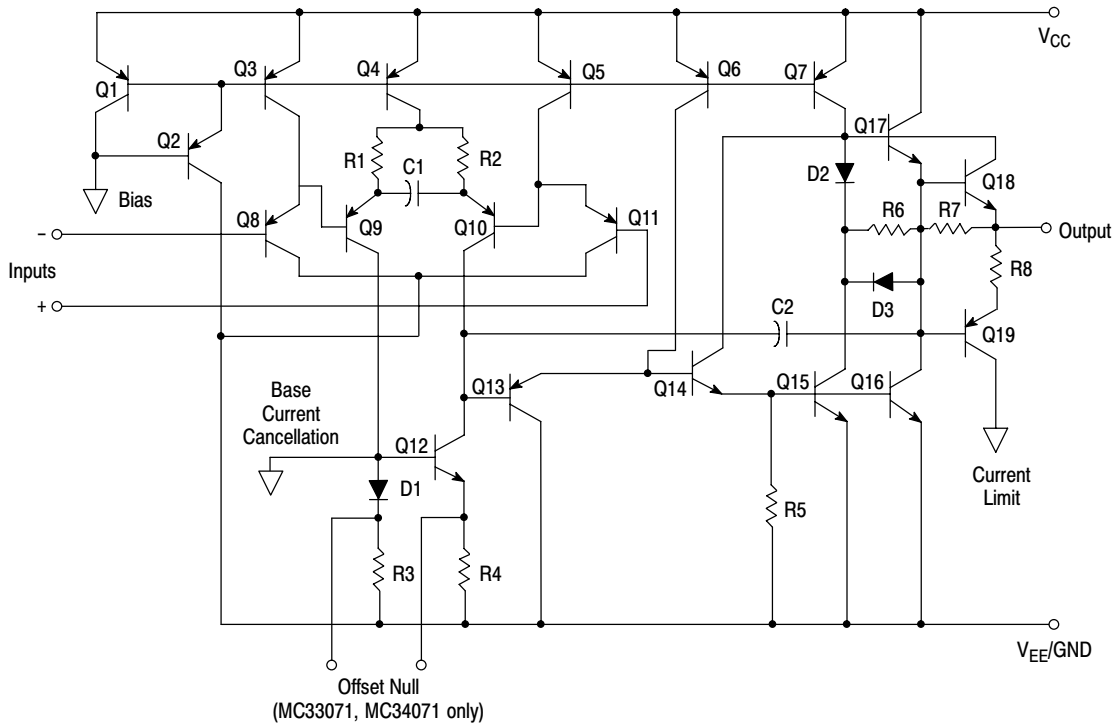 VCC
Q1
Q3
Q4
Q5
Q6
Q7
Q2
Bias
R1
C1
R2
Q17
D2
Q18
Q8
Q9
Q10
Q11
R6
R7
Output
−
Inputs
+
D3
R8
C2
Q19
Base
Current
Cancellation
Q13
Q14
Q15
Q16
Q12
D1
Current
Limit
R5
R3
R4
VEE/GND
Offset Null
(MC33071, MC34071 only)